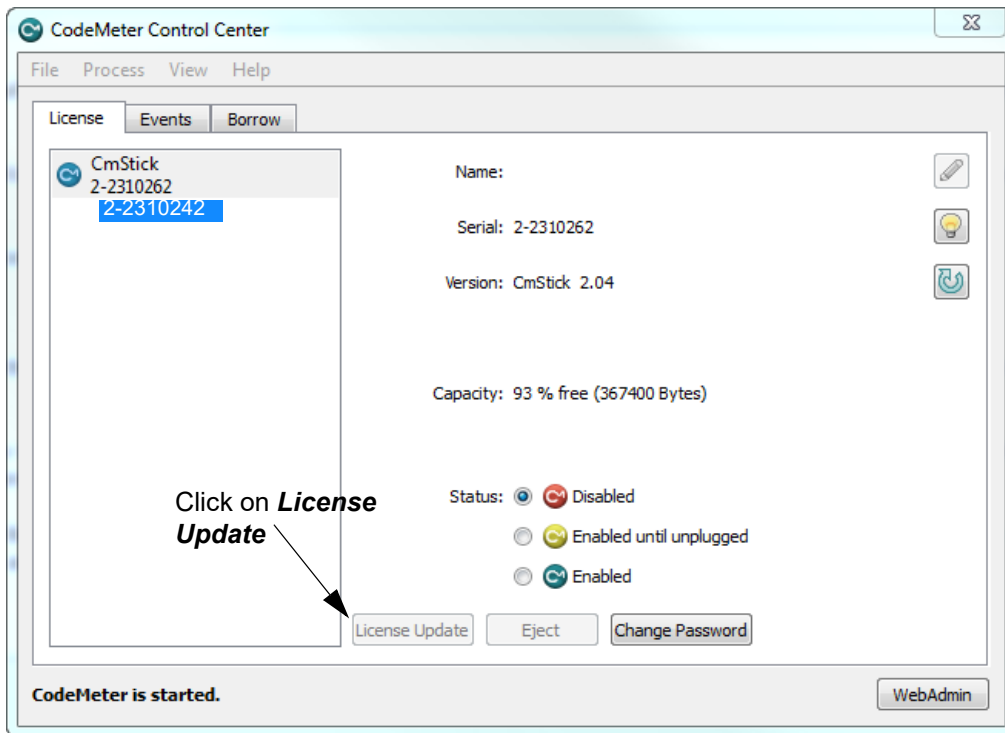 CodeMeter Control Center
File Process View Help
License Events Borrow
CmStick
2-2310262
2-2310242
Name:
Serial: 2-2310262
Version: CmStick 2.04
Capacity: 93 % free (367400 Bytes)
Click on License
Update
Status: Disabled
Enabled until unplugged
Enabled
License Update Eject Change Password
CodeMeter is started.
WebAdmin